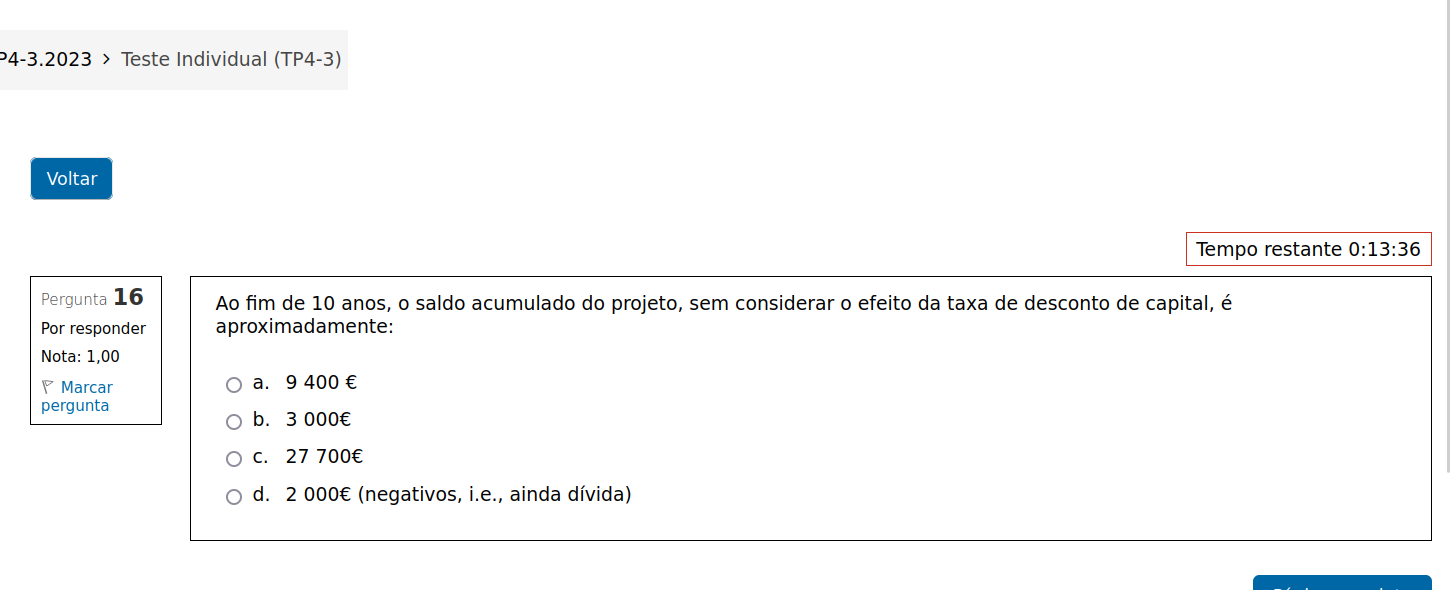 P4-3.2023 > Teste Individual (TP4-3)
Voltar
Tempo restante 0:13:36
Pergunta 16
Por responder
Nota: 1,00
Marcar
pergunta
Ao fim de 10 anos, o saldo acumulado do projeto, sem considerar o efeito da taxa de desconto de capital, é
aproximadamente:
a. 9 400 €
b. 3 000€
c. 27 700€
d. 2 000€ (negativos, i.e., ainda dívida)